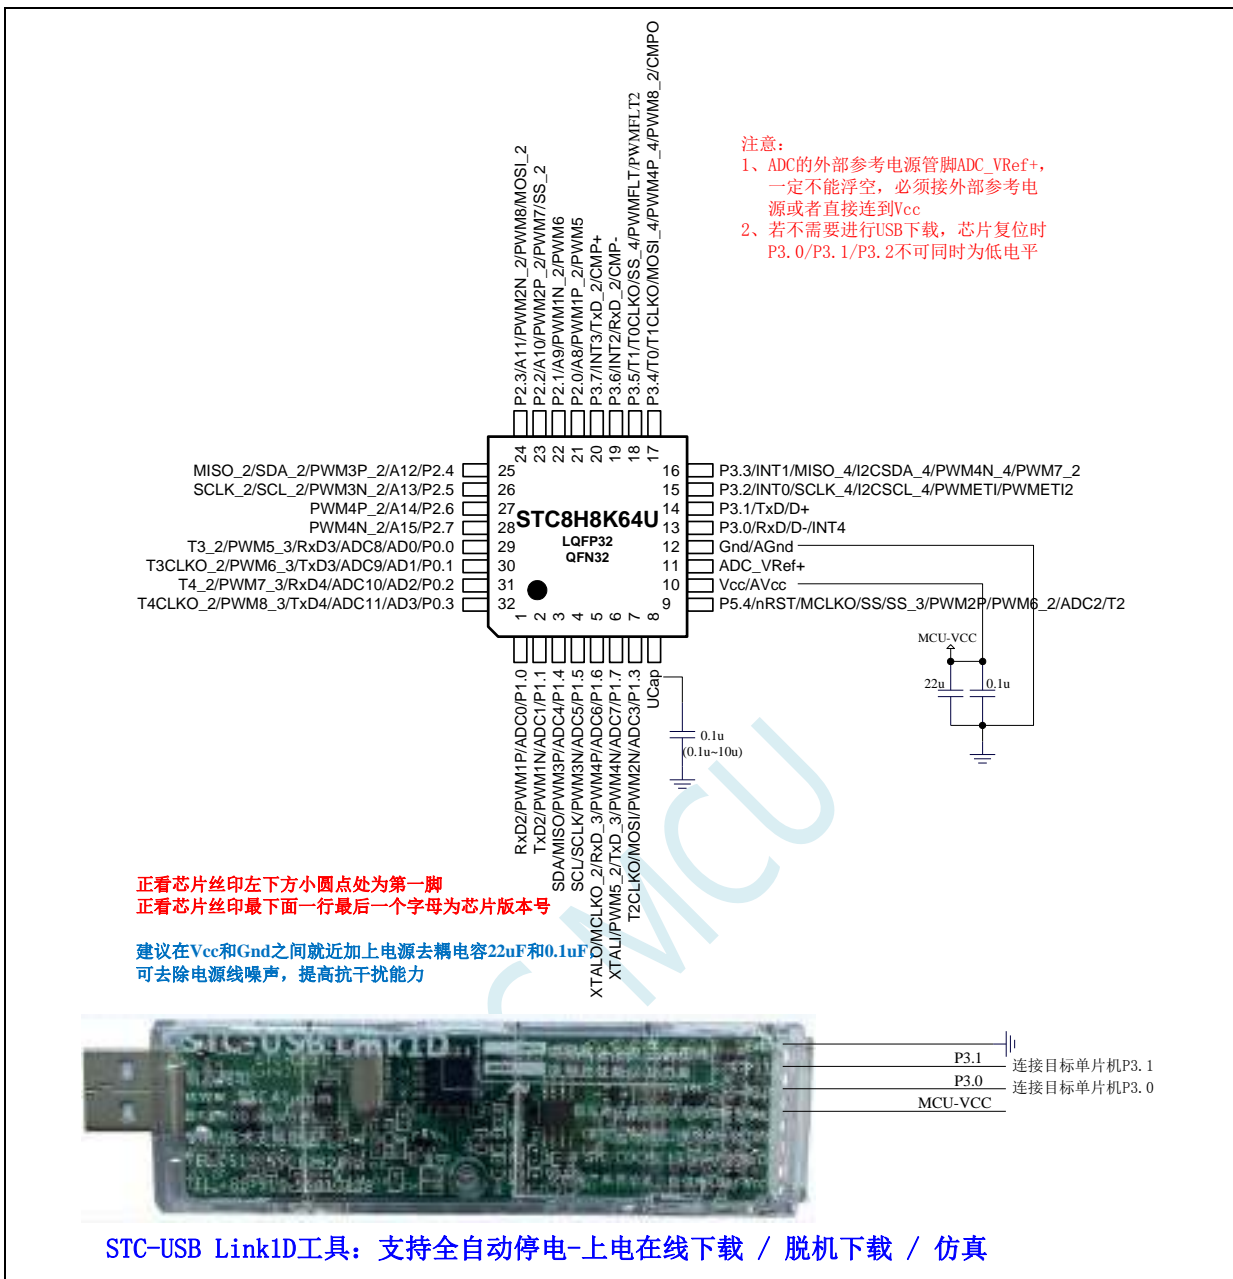 P2.3/A11/PWM2N_2/PWM8/MOSI_2
P2.2/A10/PWM2P_2/PWM7/SS_2
P2.1/A9/PWM1N_2/PWM6
P2.0/A8/PWM1P_2/PWM5
P3.7/INT3/TxD_2/CMP+
P3.6/INT2/RxD_2/CMP-
P3.5/T1/T0CLKO/SS_4/PWMFLT/PWMFLT2
P3.4/T0/T1CLKO/MOSI_4/PWM4P_4/PWM8_2/CMPO
注意：
1、ADC的外部参考电源管脚ADC_VRef+，
一定不能浮空，必须接外部参考电
源或者直接连到Vcc
2、若不需要进行USB下载，芯片复位时
P3.0/P3.1/P3.2不可同时为低电平
24
23
22
21
20
19
18
17
MISO_2/SDA_2/PWM3P_2/A12/P2.4
SCLK_2/SCL_2/PWM3N_2/A13/P2.5
PWM4P_2/A14/P2.6
PWM4N_2/A15/P2.7
T3_2/PWM5_3/RxD3/ADC8/AD0/P0.0
T3CLKO_2/PWM6_3/TxD3/ADC9/AD1/P0.1
T4_2/PWM7_3/RxD4/ADC10/AD2/P0.2
T4CLKO_2/PWM8_3/TxD4/ADC11/AD3/P0.3
25
26
27
28
29
30
31
32
STC8H8K64U
LQFP32
QFN32
16
15
14
13
12
11
10
9
P3.3/INT1/MISO_4/I2CSDA_4/PWM4N_4/PWM7_2
P3.2/INT0/SCLK_4/I2CSCL_4/PWMETI/PWMETI2
P3.1/TxD/D+
P3.0/RxD/D-/INT4
Gnd/AGnd
ADC_VRef+
Vcc/AVcc
P5.4/nRST/MCLKO/SS/SS_3/PWM2P/PWM6_2/ADC2/T2
1
2
3
4
5
6
7
8
RxD2/PWM1P/ADC0/P1.0
TxD2/PWM1N/ADC1/P1.1
SDA/MISO/PWM3P/ADC4/P1.4
SCL/SCLK/PWM3N/ADC5/P1.5
XTALO/MCLKO_2/RxD_3/PWM4P/ADC6/P1.6
XTALI/PWM5_2/TxD_3/PWM4N/ADC7/P1.7
T2CLKO/MOSI/PWM2N/ADC3/P1.3
UCap
MCU-VCC
22u
0.1u
0.1u
(0.1u~10u)
正看芯片丝印左下方小圆点处为第一脚
正看芯片丝印最下面一行最后一个字母为芯片版本号
建议在Vcc和Gnd之间就近加上电源去耦电容22uF和0.1uF，
可去除电源线噪声，提高抗干扰能力
MCU
STC-USB Link1D
P3.1
连接目标单片机P3.1
P3.0
连接目标单片机P3.0
MCU-VCC
STC-USB Link1D工具：支持全自动停电-上电在线下载 / 脱机下载 / 仿真